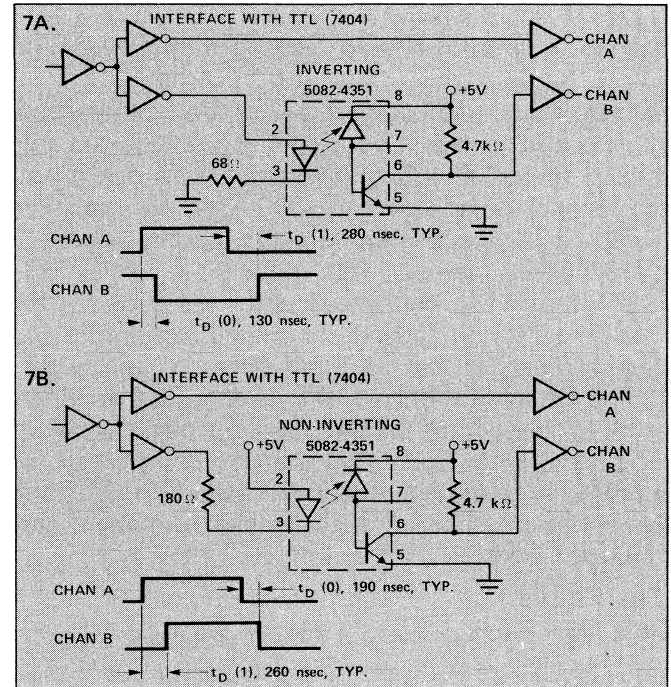 7A.
INTERFACE WITH TTL (7404)
CHAN
A
INVERTING
5082-4351
8
+5V
CHAN
B
2
7
4.7kΩ
68Ω
3
6
5
CHAN A
t_D (1), 280 nsec, TYP.
CHAN B
t_D (0), 130 nsec, TYP.
7B.
INTERFACE WITH TTL (7404)
CHAN
A
NON-INVERTING
+5V
5082-4351
8
+5V
CHAN
B
2
7
180Ω
4.7 kΩ
3
6
5
CHAN A
t_D (0), 190 nsec, TYP.
CHAN B
t_D (1), 260 nsec, TYP.